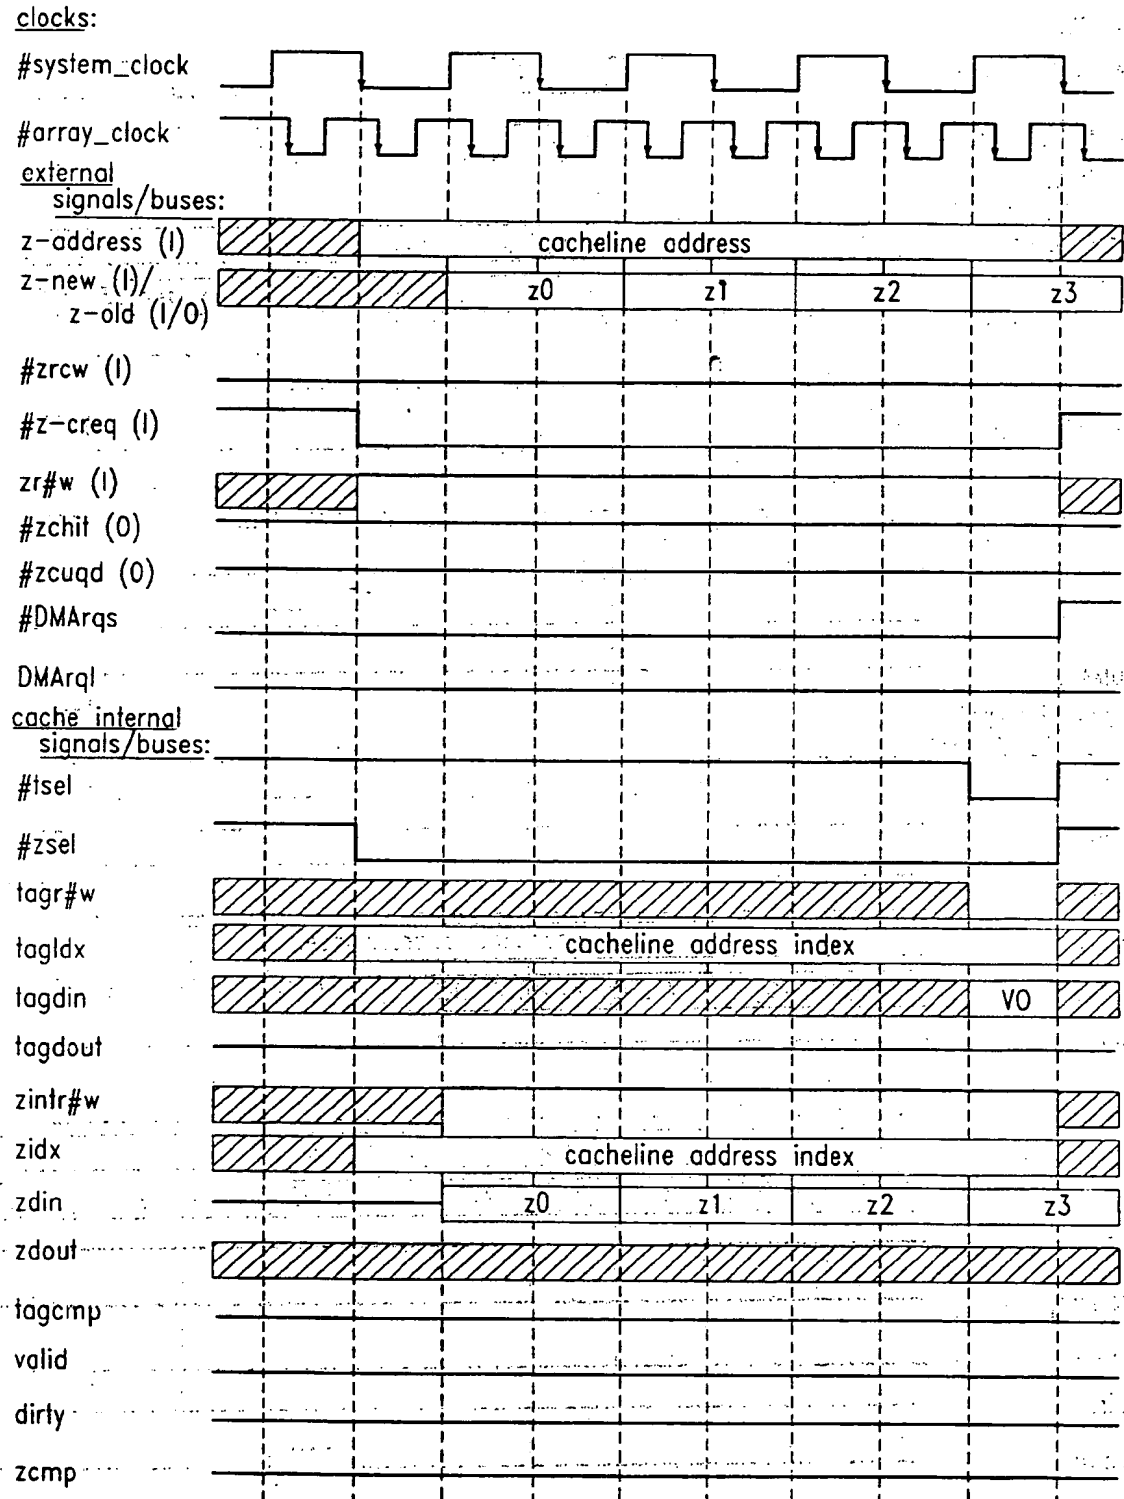 clocks:
#system_clock
#array_clock
external
signals/buses:
z-address (I)
cacheline address
z-new (I)/
z-old (I/O)
z0 z1 z2 z3
#zrcw (I)
#z-creq (I)
zr#w (I)
#zchit (O)
#zcuqd (O)
#DMArqs
DMArql
cache internal
signals/buses:
#tsel
#zsel
tagr#w
tagIdx
cacheline address index
tagdin
VO
tagdout
zintr#w
zidx
cacheline address index
zdin
z0 z1 z2 z3
zdout
tagcmp
valid
dirty
zcmp